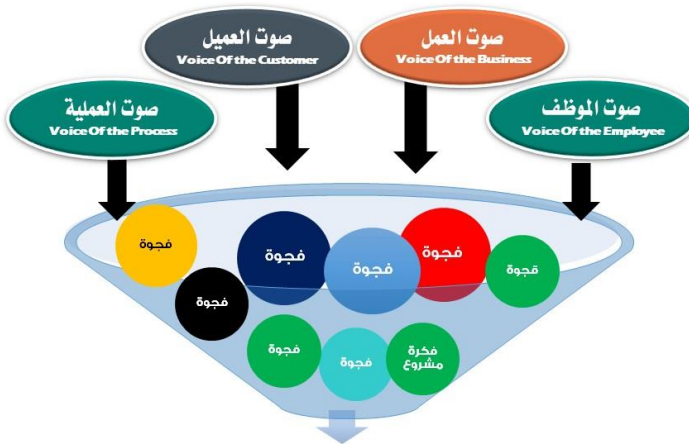 صوت العميل
Voice Of the Customer
صوت العمل
Voice Of the Business
صوت العملية
Voice Of the Process
صوت الموظف
Voice Of the Employee
فجوة
فجوة
فجوة
فجوة
قجوة
فجوة
فجوة
فجوة
فكرة
مشروع